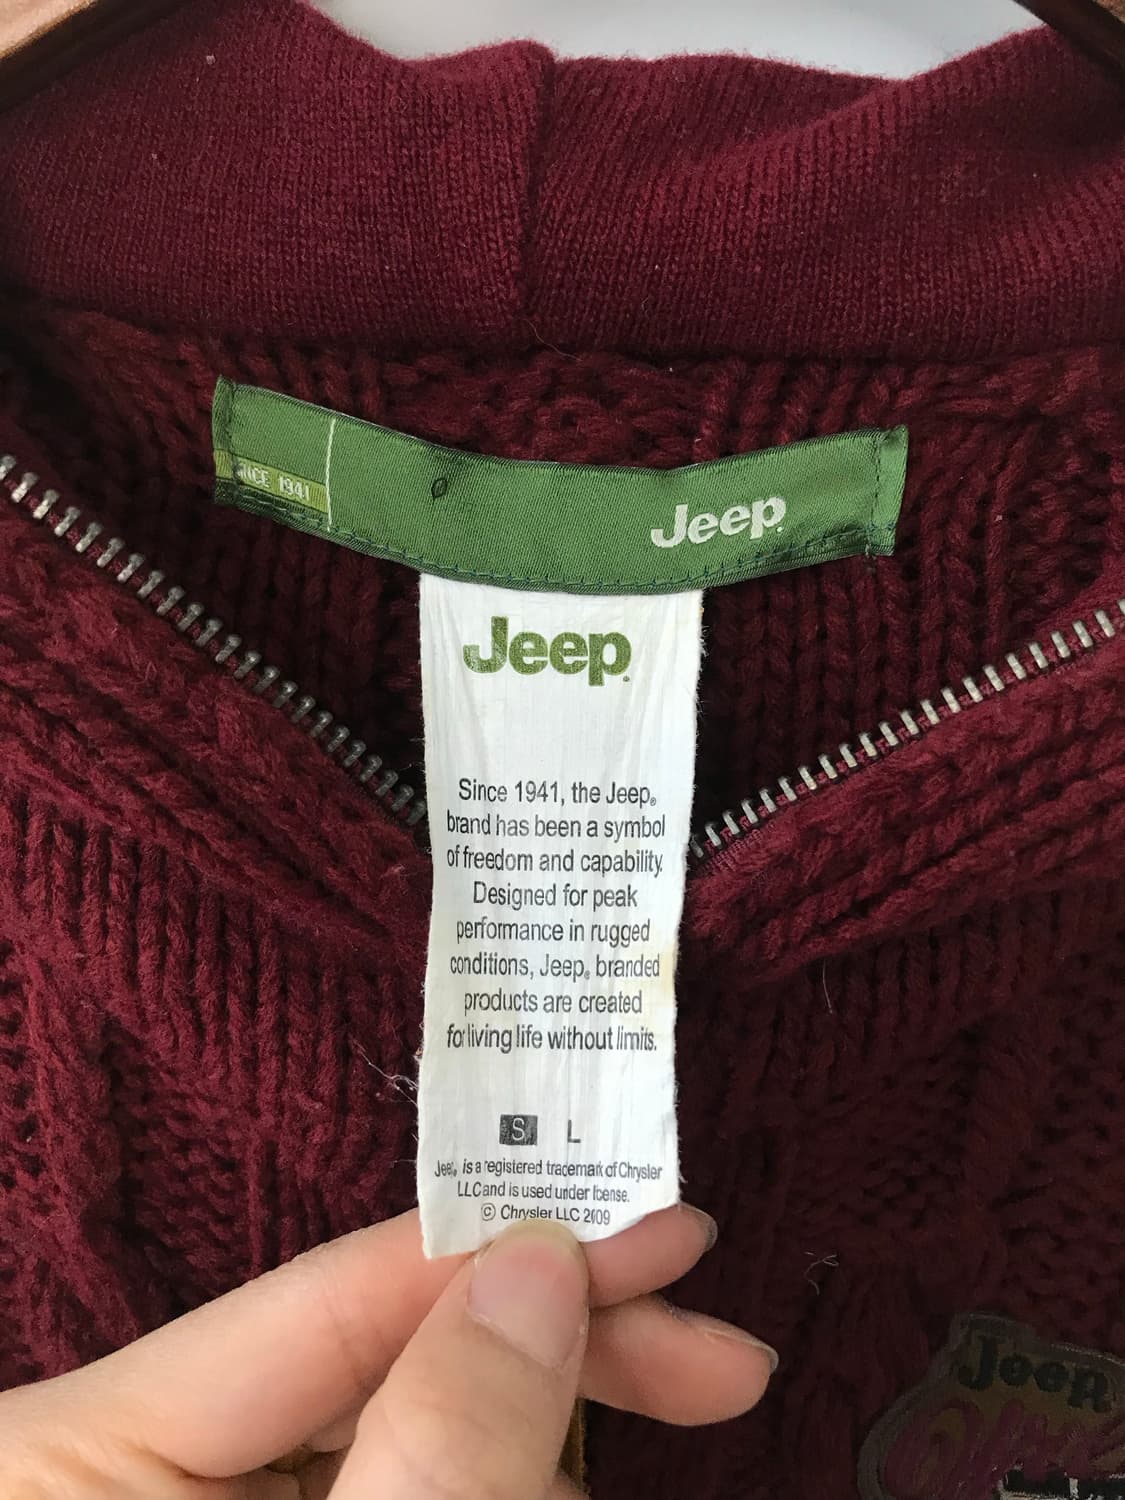 SINCE 1941
Jeep
Jeep®
Since 1941, the Jeep®
brand has been a symbol
of freedom and capability.
Designed for peak
performance in rugged
conditions, Jeep® branded
products are created
for living life without limits.
S L
Jeep® is a registered trademark of Chrysler
LLC and is used under license.
© Chrysler LLC 2009
Jeep